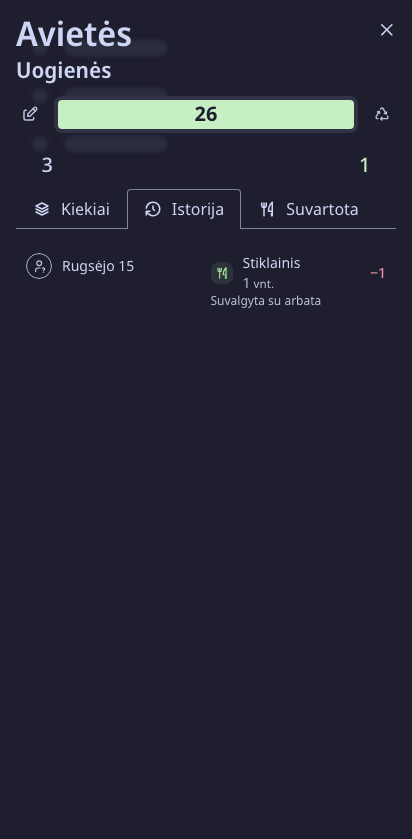 Avietės
Uogienės
26
3 1
Kiekiai Istorija Suvartota
Rugsėjo 15
Stiklainis
1 vnt.
−1
Suvalgyta su arbata